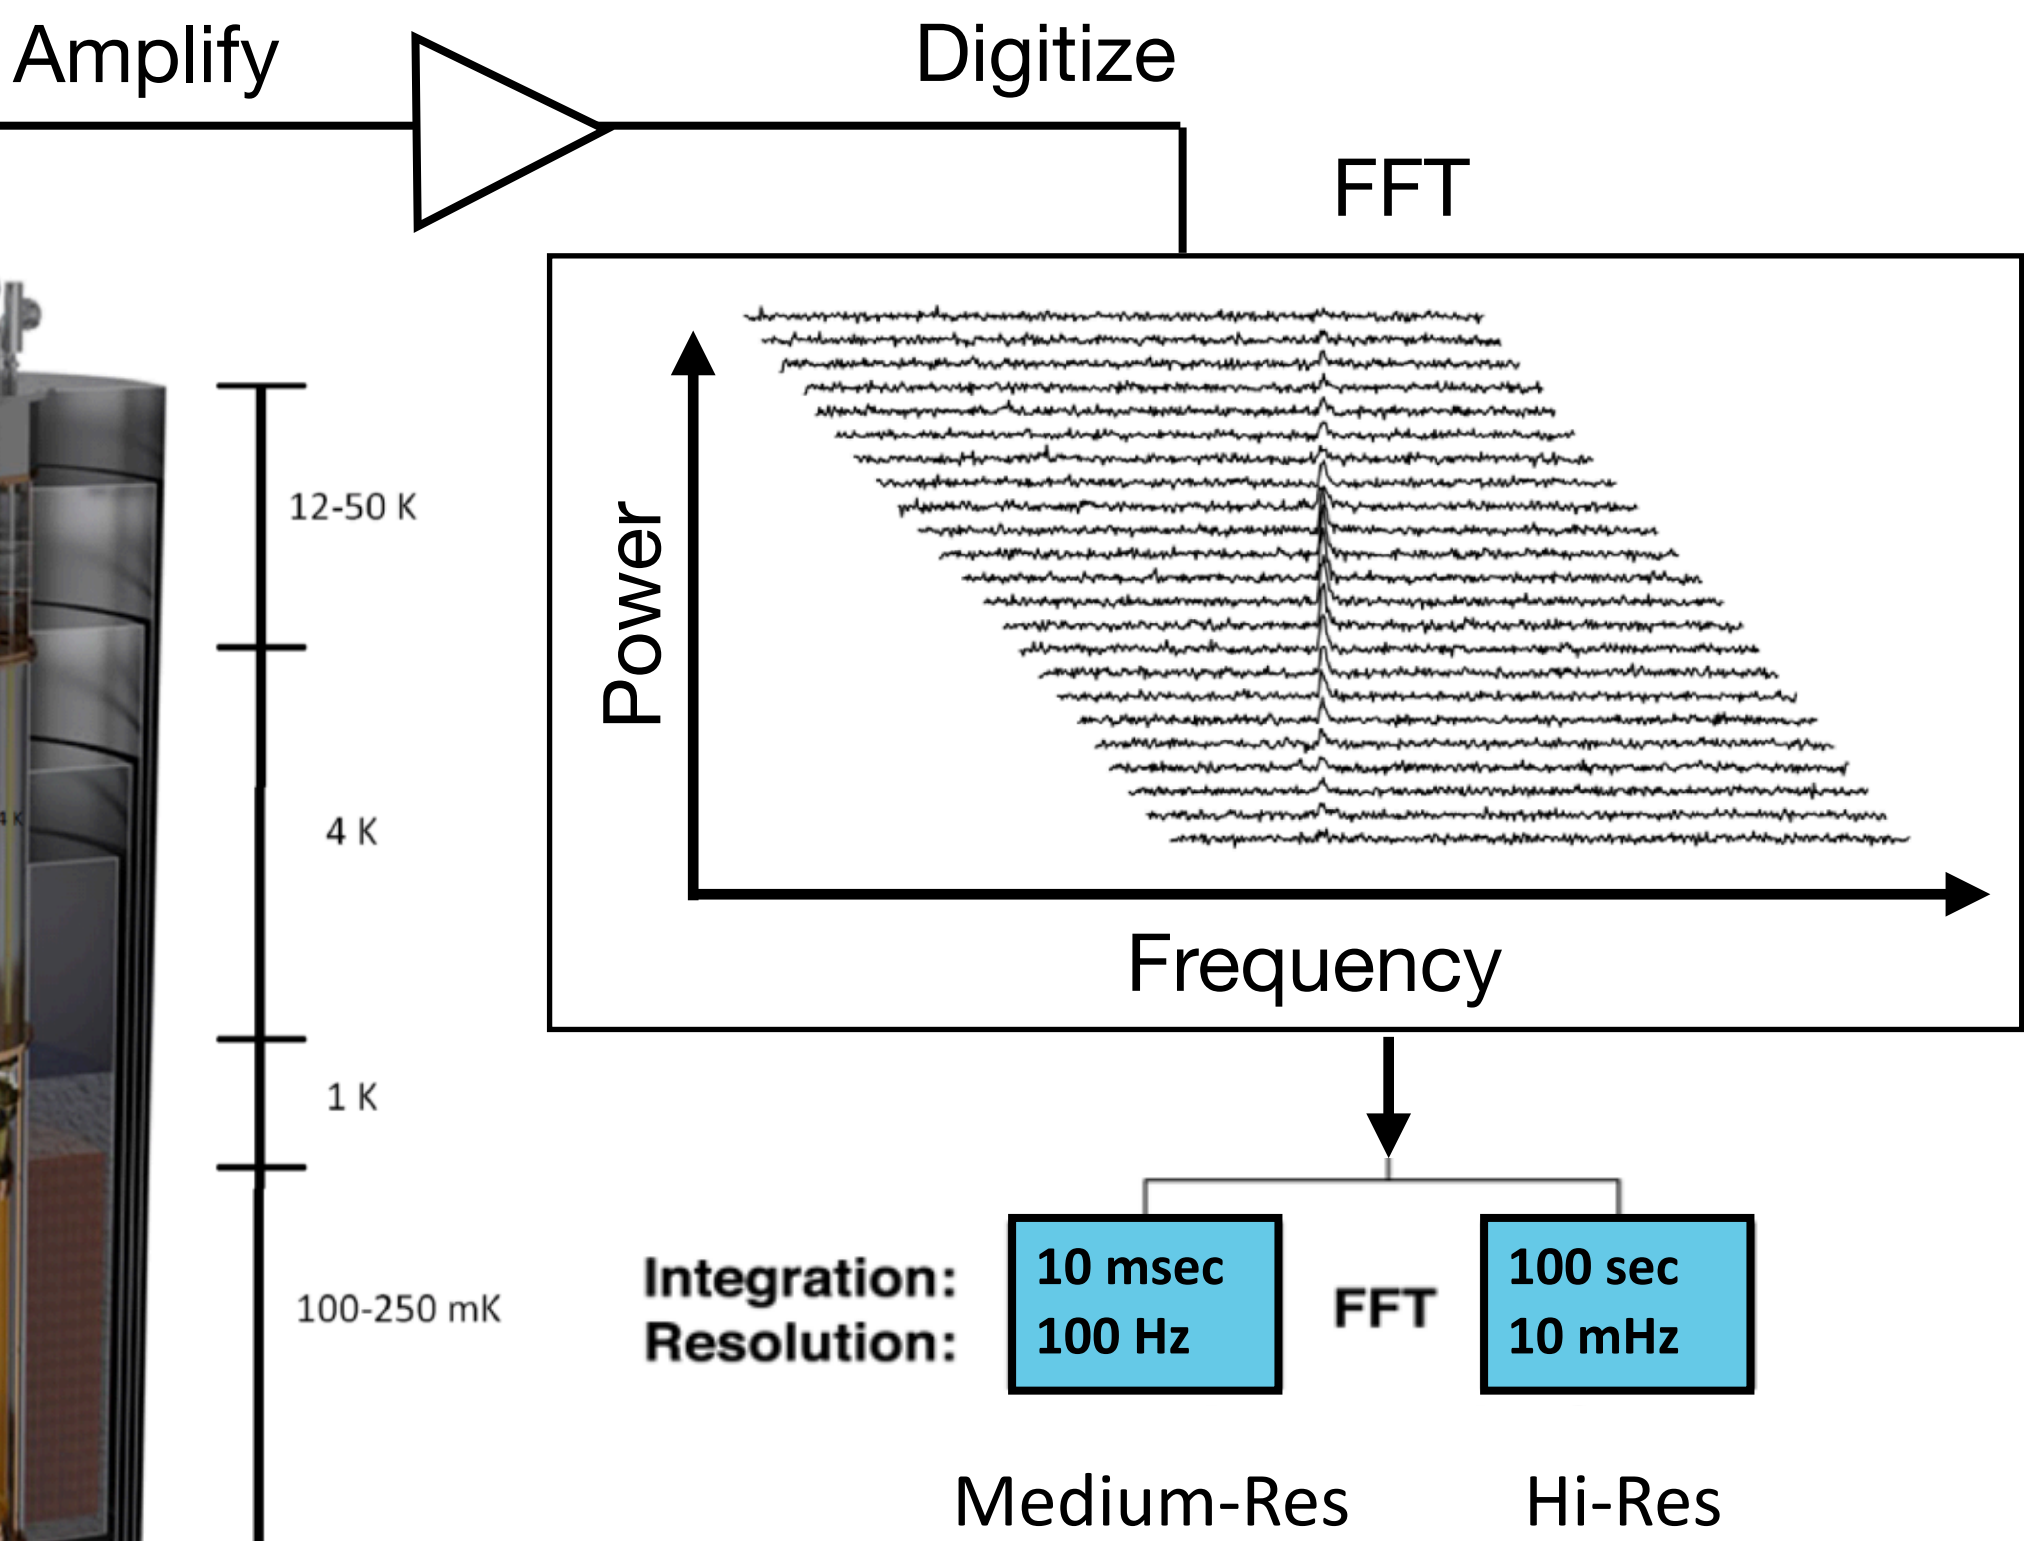 Amplify
Digitize
FFT
12-50 K
4 K
1 K
100-250 mK
4 K
Power
Frequency
Integration:
Resolution:
10 msec
100 Hz
FFT
100 sec
10 mHz
Medium-Res
Hi-Res